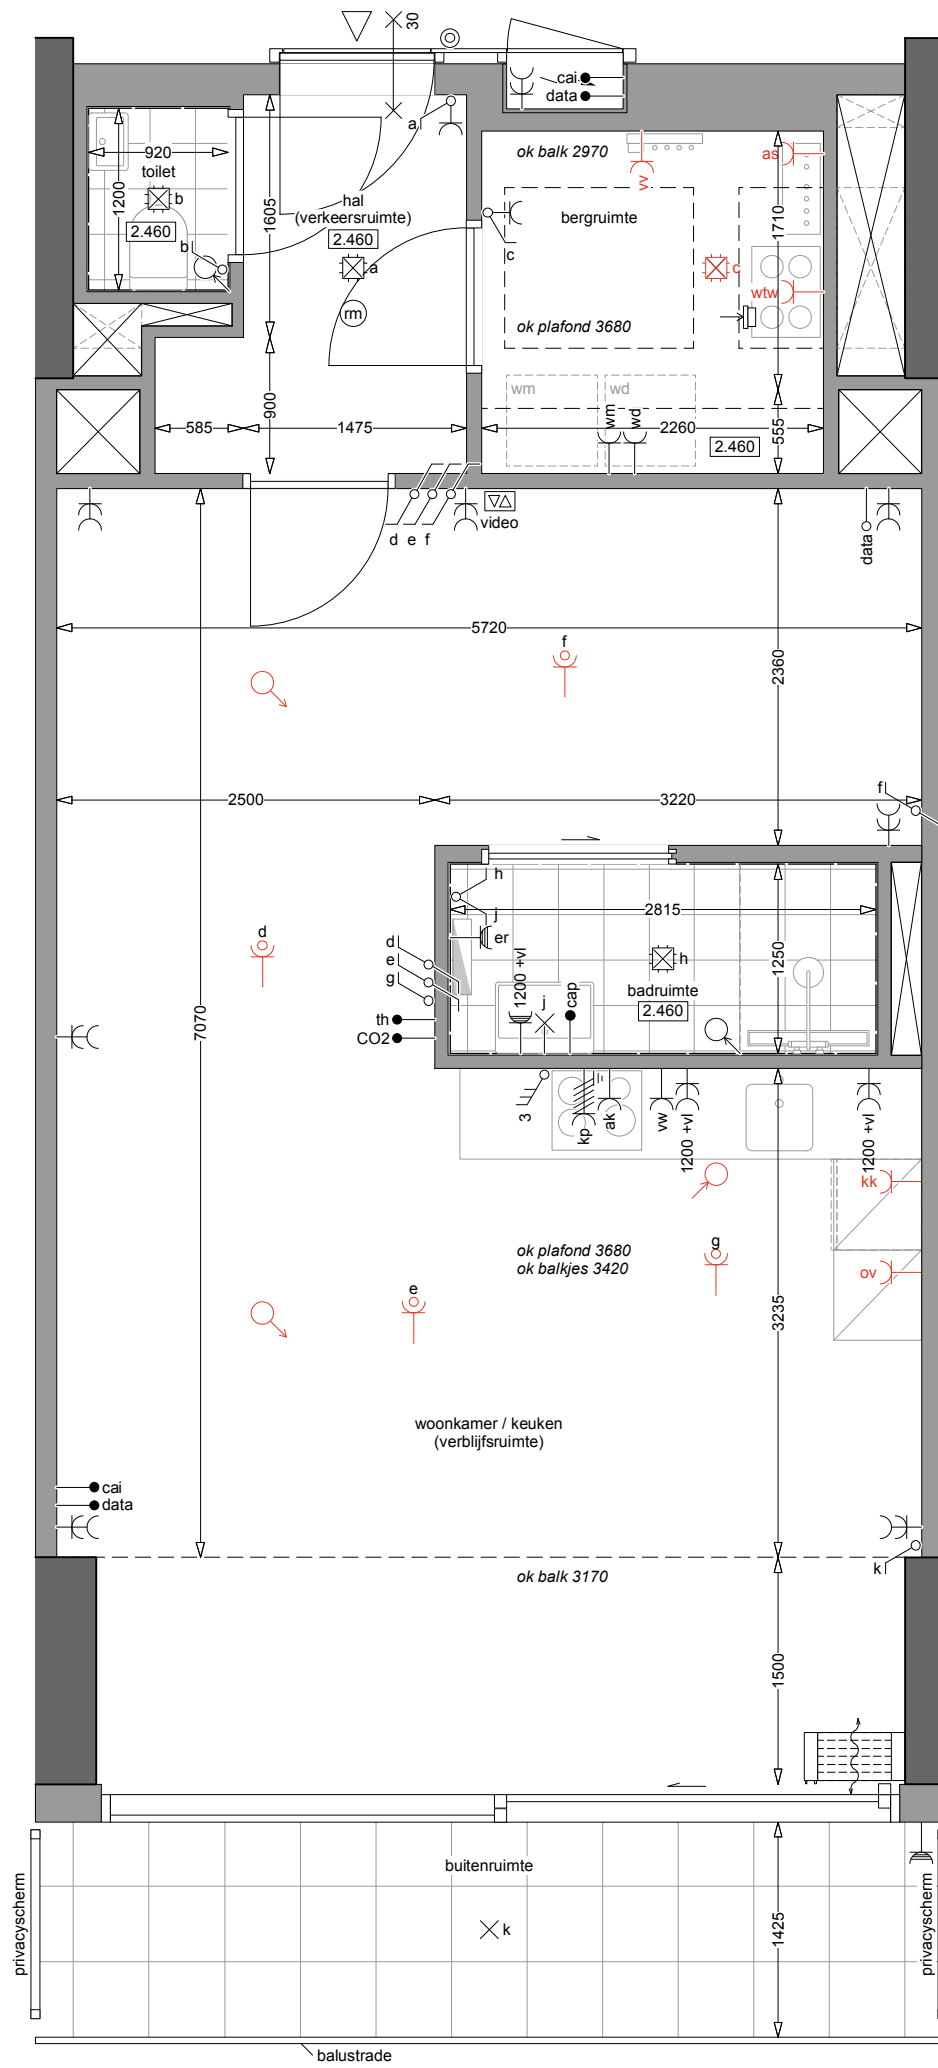 30
cai
data
a
ok balk 2970
as
920
toilet
1200
b
2.460
b
1605
hal
(verkeersruimte)
2.460
a
rm
vv
bergruimte
1710
c
c
wtw
ok plafond 3680
900
585
1475
wm
wd
wm
wd
2260
2.460
555
d e f
video
data
5720
f
2360
7070
2500
3220
f
h
j
er
2815
d
d
e
g
1200 +vl
j
cap
h
badruimte
2.460
1250
th
CO2
3
kp
ak
vw
1200 +vl
1200 +vl
kk
ok plafond 3680
ok balkjes 3420
g
ov
e
3235
woonkamer / keuken
(verblijfsruimte)
cai
data
k
ok balk 3170
1500
buitenruimte
privacyscherm
k
1425
privacyscherm
balustrade